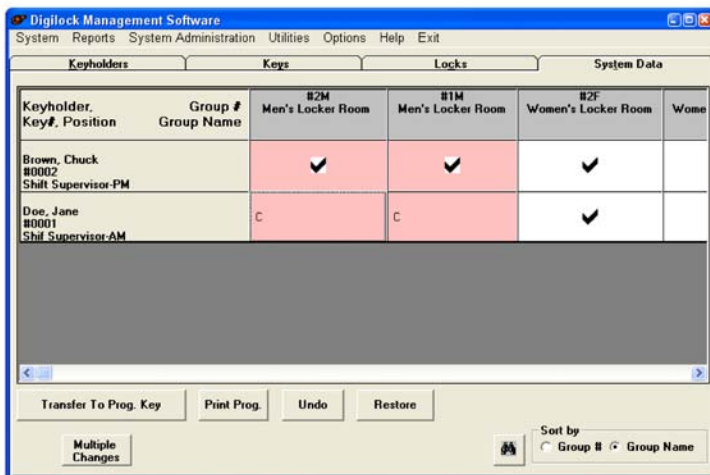 Digilock Management Software
System Reports System Administration Utilities Options Help Exit
Keyholders Keys Locks System Data
Keyholder, Group #
Key#, Position Group Name
#2M
Men's Locker Room
#1M
Men's Locker Room
#2F
Women's Locker Room
Wome
Brown, Chuck
#0002
Shift Supervisor-PM
Doe, Jane
#0001
Shif Supervisor-AM
C
C
Transfer To Prog. Key Print Prog. Undo Restore
Multiple
Changes
Sort by
Group # Group Name